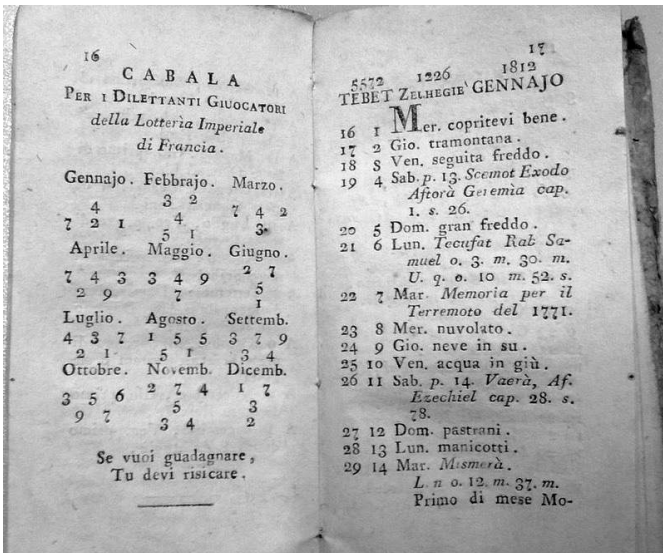 16
CABALA
PER I DILETTANTI GIUOCATORI
della Lotteria Imperiale
di Francia.
Gennajo. Febbrajo. Marzo.
4 3 2 7 4 2
7 2 1 4 3
5 1
Aprile. Maggio. Giugno.
7 4 3 3 4 9 2 7
2 9 7 5
1
Luglio. Agosto. Settemb.
4 3 7 1 5 5 3 7 9
2 1 5 1 3 4
Ottobre. Novemb. Dicemb.
3 5 6 2 7 4 1 7
9 7 5 3
3 4 2
Se vuoi guadagnare,
Tu devi risicare.
17
5572 1226 1812
TEBET ZELHEGIE' GENNAJO
16 1 Mer. copritevi bene.
17 2 Gio. tramontana.
18 3 Ven. seguita freddo.
19 4 Sab. p. 13. Scemot Exodo
Aftorà Geremìa cap.
1. s. 26.
20 5 Dom. gran freddo.
21 6 Lun. Tecufat Rab Sa-
muel o. 3. m. 30. m.
U. q. o. 10 m. 52. s.
22 7 Mar. Memoria per il
Terremoto del 1771.
23 8 Mer. nuvolato.
24 9 Gio. neve in su.
25 10 Ven. acqua in giù.
26 11 Sab. p. 14. Vaerà, Af.
Ezechiel cap. 28. s.
78.
27 12 Dom. pastrani.
28 13 Lun. manicotti.
29 14 Mar. Mismerà.
L. n o. 12. m. 37. m.
Primo di mese Mo-